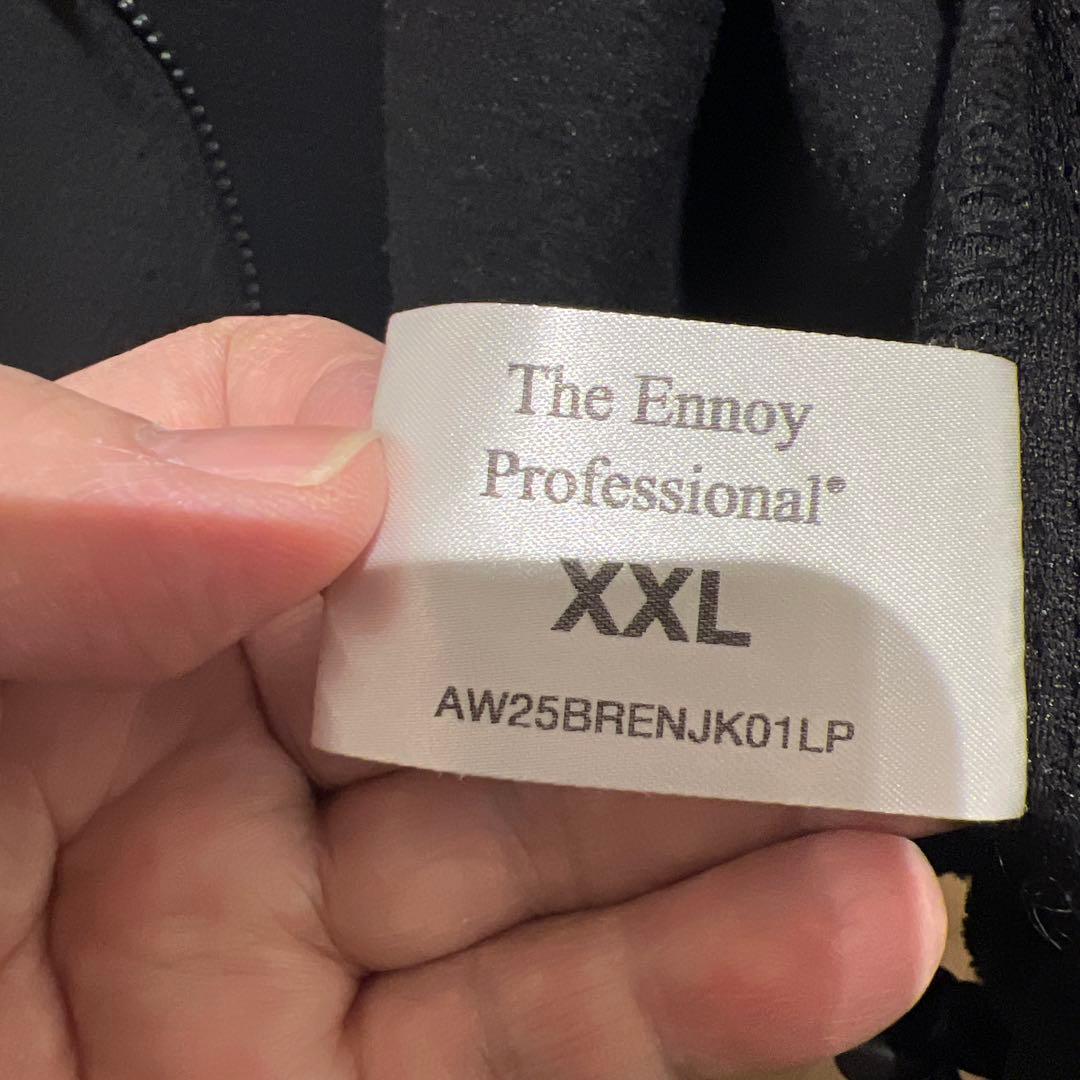 The Ennoy
Professional®
XXL
AW25BRENJK01LP